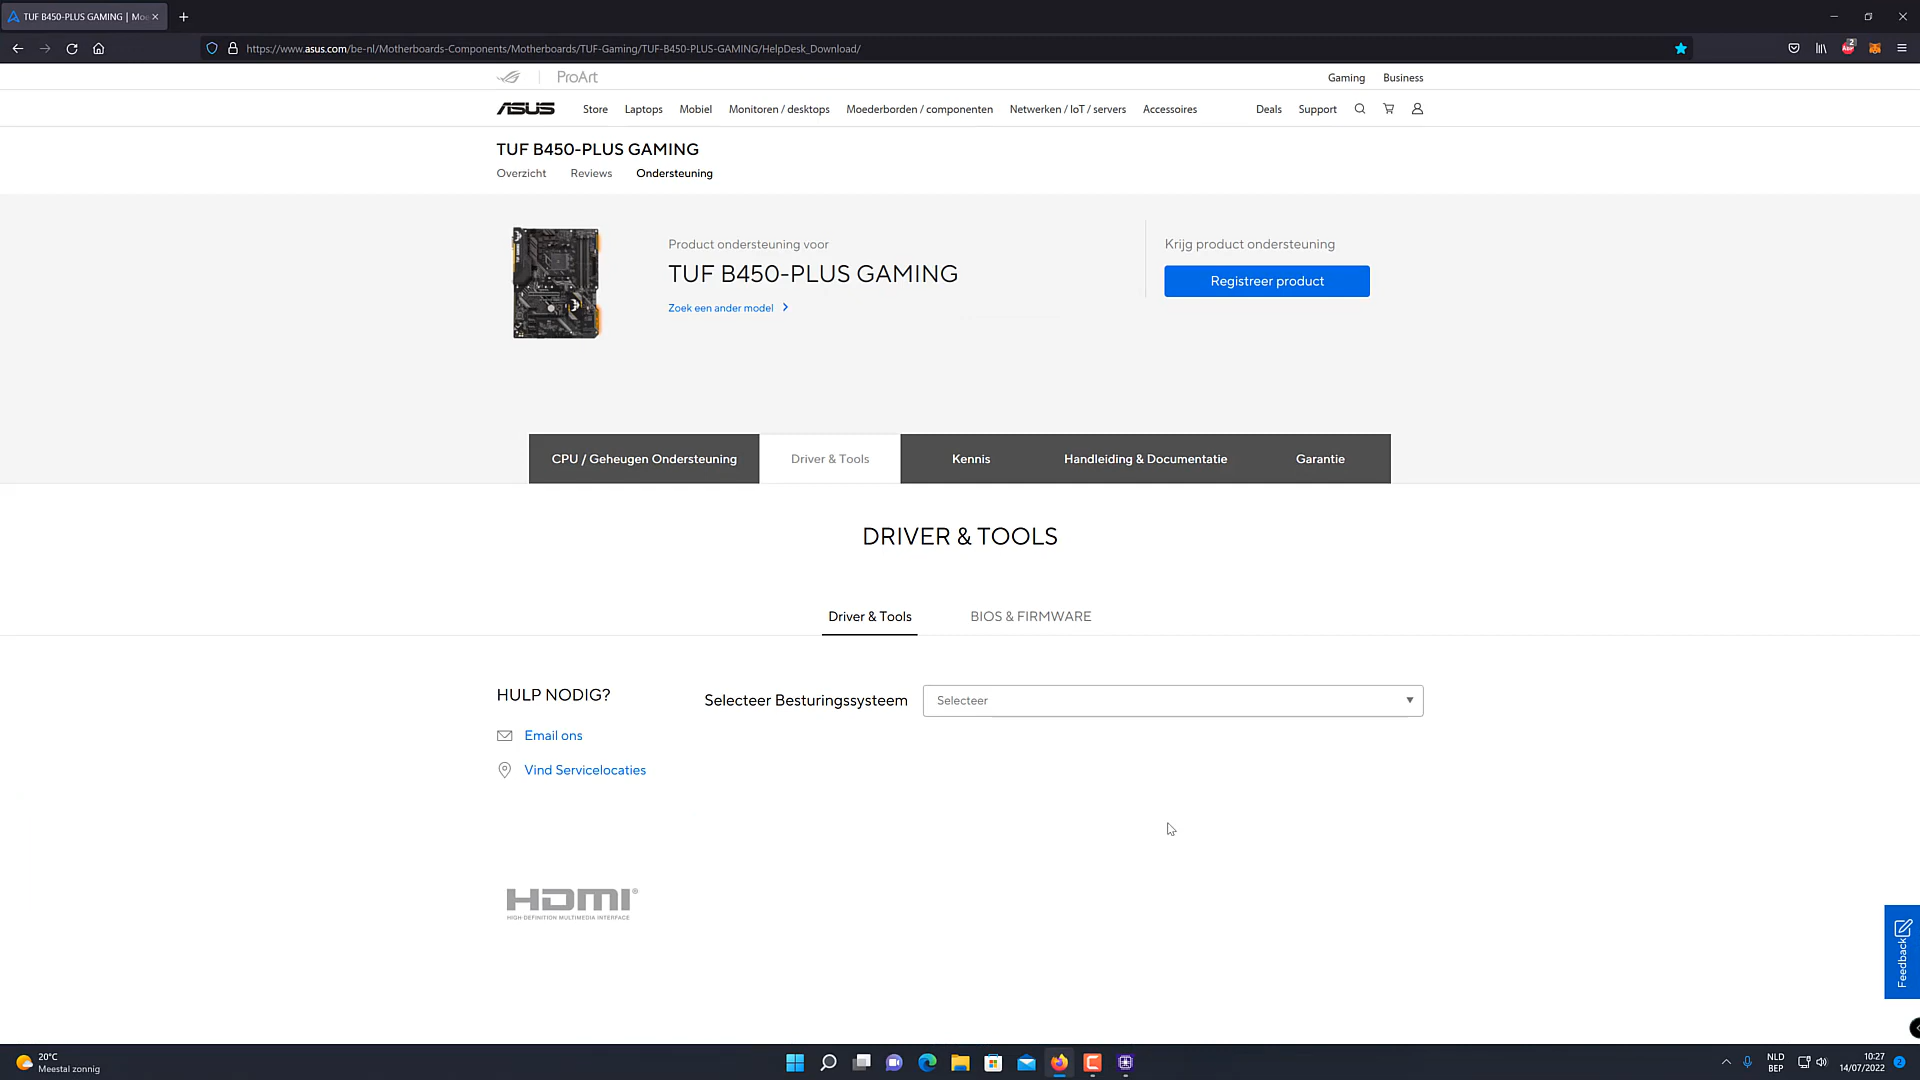 TUF B450-PLUS GAMING | Mo
https://www.asus.com/be-nl/Motherboards-Components/Motherboards/TUF-Gaming/TUF-B450-PLUS-GAMING/HelpDesk_Download/
2
ProArt
Gaming Business
ASUS Store Laptops Mobiel Monitoren / desktops Moederborden / componenten Netwerken / IoT / servers Accessoires Deals Support
TUF B450-PLUS GAMING
Overzicht Reviews Ondersteuning
Product ondersteuning voor
TUF B450-PLUS GAMING
Zoek een ander model
Krijg product ondersteuning
Registreer product
CPU / Geheugen Ondersteuning Driver & Tools Kennis Handleiding & Documentatie Garantie
DRIVER & TOOLS
Driver & Tools BIOS & FIRMWARE
HULP NODIG?
Email ons
Vind Servicelocaties
Selecteer Besturingssysteem Selecteer
HDMI®
HIGH-DEFINITION MULTIMEDIA INTERFACE
Feedback
20°C
Meestal zonnig
NLD
BEP
10:27
14/07/2022
2